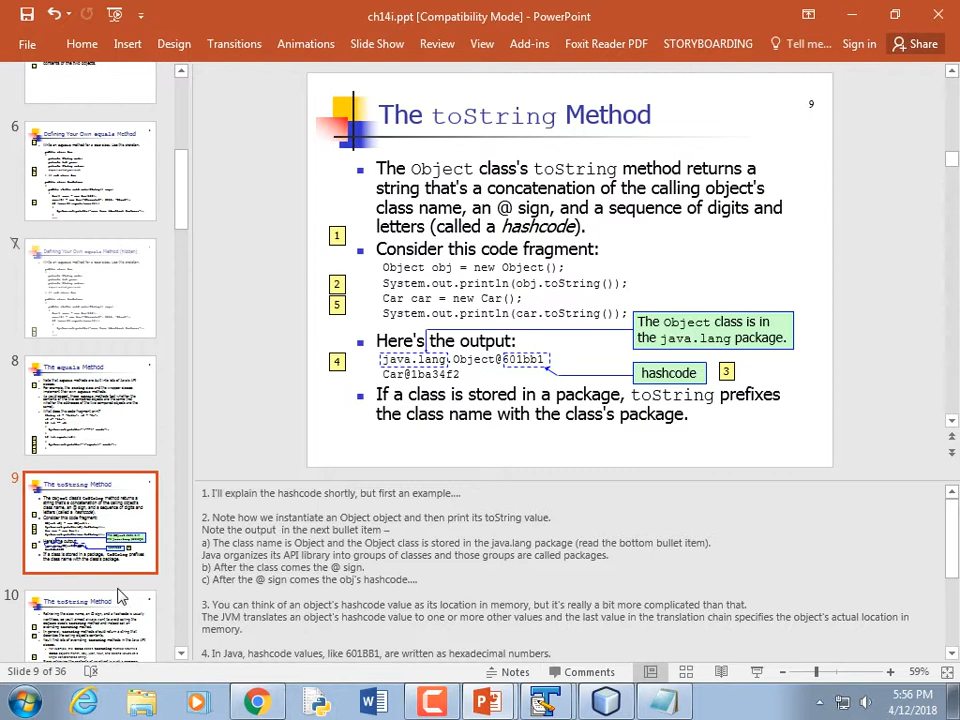 ch14i.ppt [Compatibility Mode] - PowerPoint
File Home Insert Design Transitions Animations Slide Show Review View Add-ins Foxit Reader PDF STORYBOARDING Tell me... Sign in Share
6
Defining Your Own equals Method
7
Defining Your Own equals Method (hidden)
8
The equals Method
9
The toString Method
10
The toString Method
The toString Method
9
The Object class's toString method returns a
string that's a concatenation of the calling object's
class name, an @ sign, and a sequence of digits and
letters (called a hashcode).
1
Consider this code fragment:
Object obj = new Object();
2
System.out.println(obj.toString());
5
Car car = new Car();
System.out.println(car.toString());
The Object class is in
the java.lang package.
Here's the output:
4
java.lang.Object@601bb1
hashcode
3
Car@1ba34f2
If a class is stored in a package, toString prefixes
the class name with the class's package.
1. I'll explain the hashcode shortly, but first an example....
2. Note how we instantiate an Object object and then print its toString value.
Note the output in the next bullet item –
a) The class name is Object and the Object class is stored in the java.lang package (read the bottom bullet item).
Java organizes its API library into groups of classes and those groups are called packages.
b) After the class comes the @ sign.
c) After the @ sign comes the obj's hashcode....
3. You can think of an object's hashcode value as its location in memory, but it's really a bit more complicated than that.
The JVM translates an object's hashcode value to one or more other values and the last value in the translation chain specifies the object's actual location in
memory.
4. In Java, hashcode values, like 601BB1, are written as hexadecimal numbers.
Slide 9 of 36 Notes Comments 59%
5:56 PM
4/12/2018